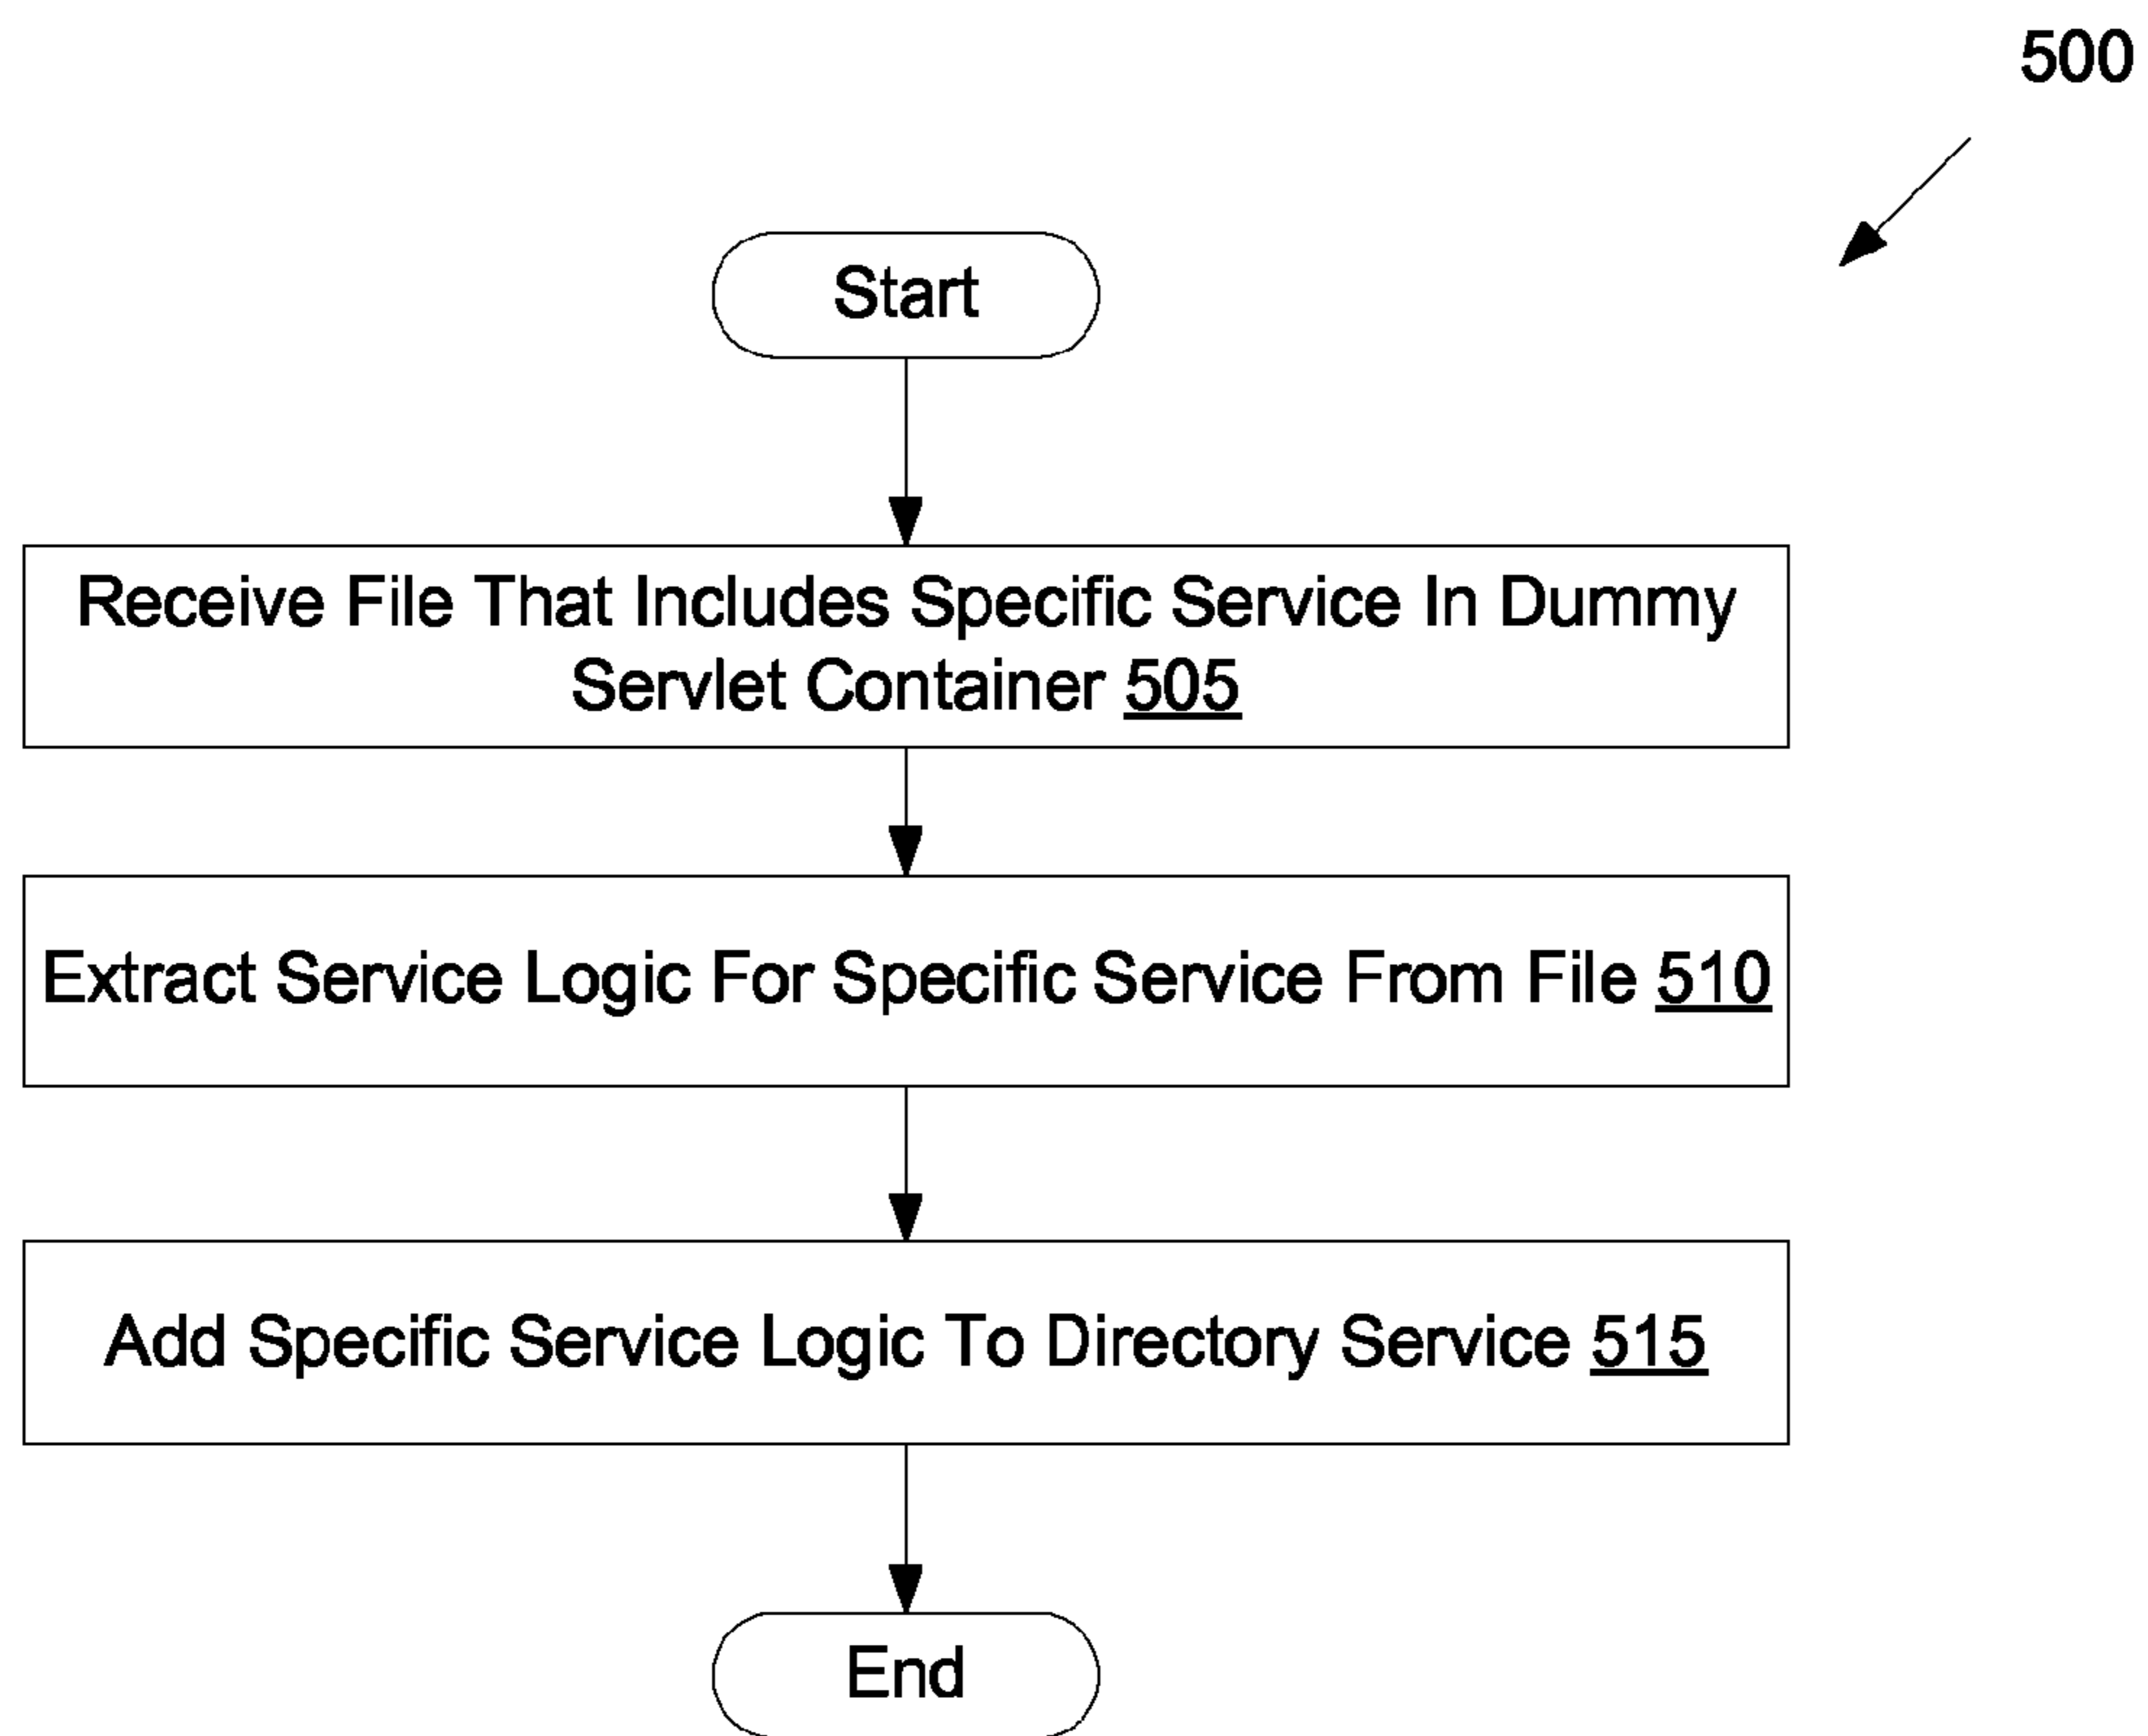 500
Start
Receive File That Includes Specific Service In Dummy
Servlet Container 505
Extract Service Logic For Specific Service From File 510
Add Specific Service Logic To Directory Service 515
End